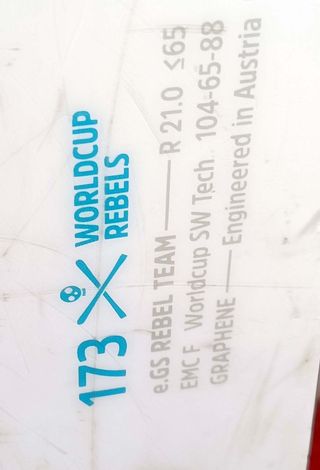 173 WORLDCUP
REBELS
e.GS REBEL TEAM R 21.0 ≤65
EMC F Worldcup SW Tech. 104-65-88
GRAPHENE Engineered in Austria